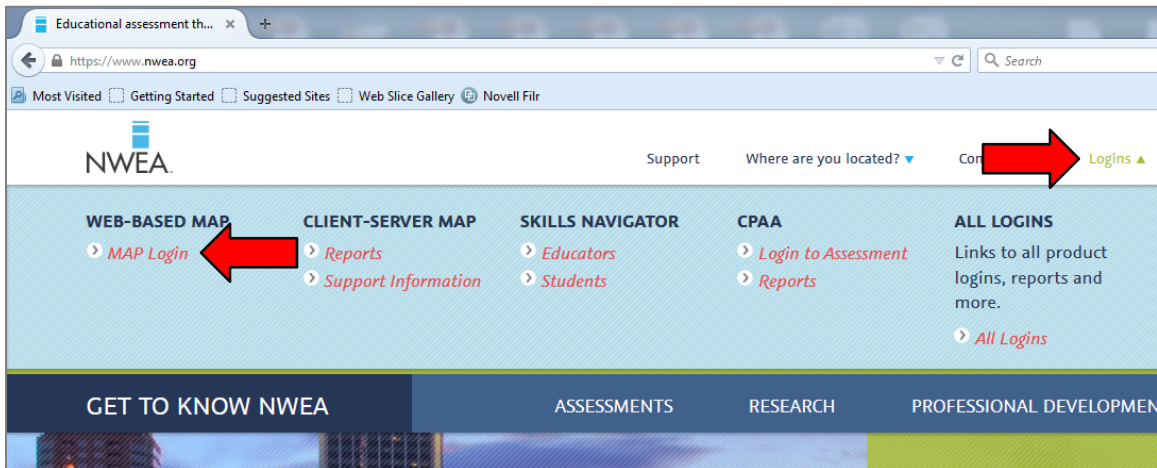 Educational assessment th...
https://www.nwea.org
Search
Most Visited Getting Started Suggested Sites Web Slice Gallery Novell Filr
NWEA
Support Where are you located? Logins
WEB-BASED MAP CLIENT-SERVER MAP SKILLS NAVIGATOR CPAA ALL LOGINS
MAP Login Reports Educators Login to Assessment Links to all product
Support Information Students Reports logins, reports and
more.
All Logins
GET TO KNOW NWEA ASSESSMENTS RESEARCH PROFESSIONAL DEVELOPMEN